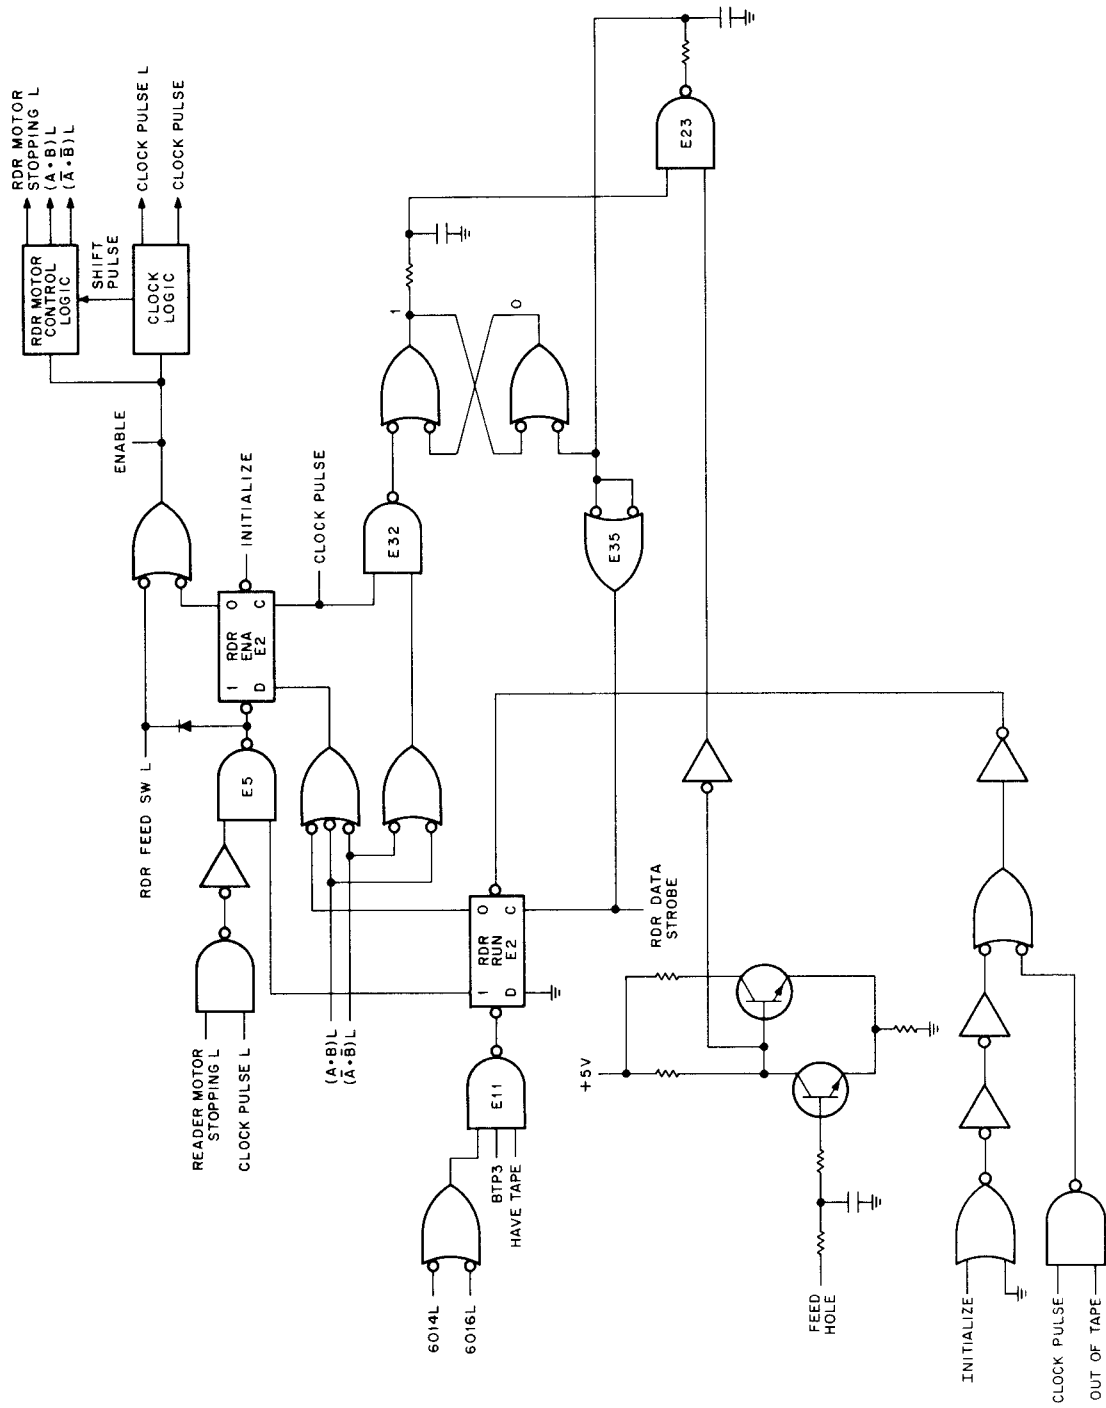 RDR MOTOR
STOPPING L
(A•B)L
(A̅•B)L
RDR MOTOR
CONTROL
LOGIC
SHIFT
PULSE
CLOCK PULSE L
CLOCK PULSE
CLOCK
LOGIC
ENABLE
RDR FEED SW L
INITIALIZE
1
0
RDR
ENA
E2
D
C
CLOCK PULSE
E5
E32
1
0
E23
E35
READER MOTOR
STOPPING L
CLOCK PULSE L
(A•B)L
(A̅•B)L
1
0
RDR
RUN
E2
D
C
RDR DATA
STROBE
E11
BTP3
HAVE TAPE
6014L
6016L
+5V
FEED
HOLE
INITIALIZE
CLOCK PULSE
OUT OF TAPE